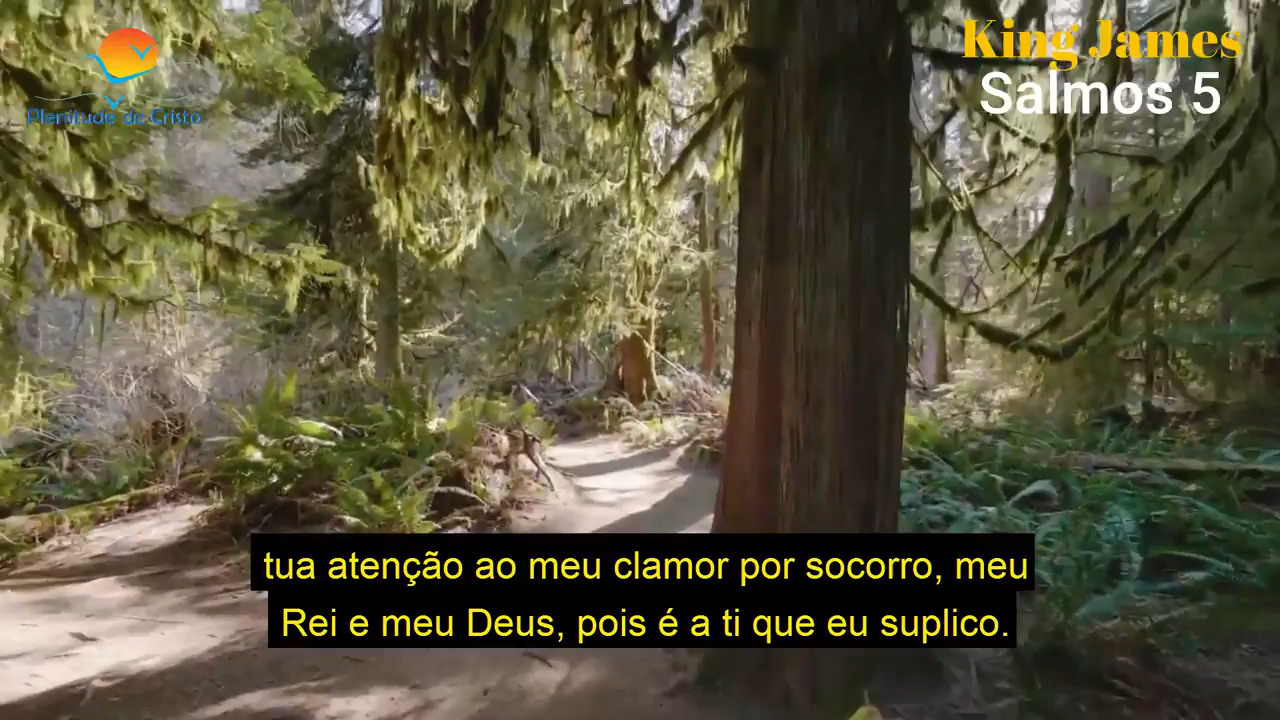 King James
Salmos 5
Plenitude de Cristo
tua atenção ao meu clamor por socorro, meu
Rei e meu Deus, pois é a ti que eu suplico.